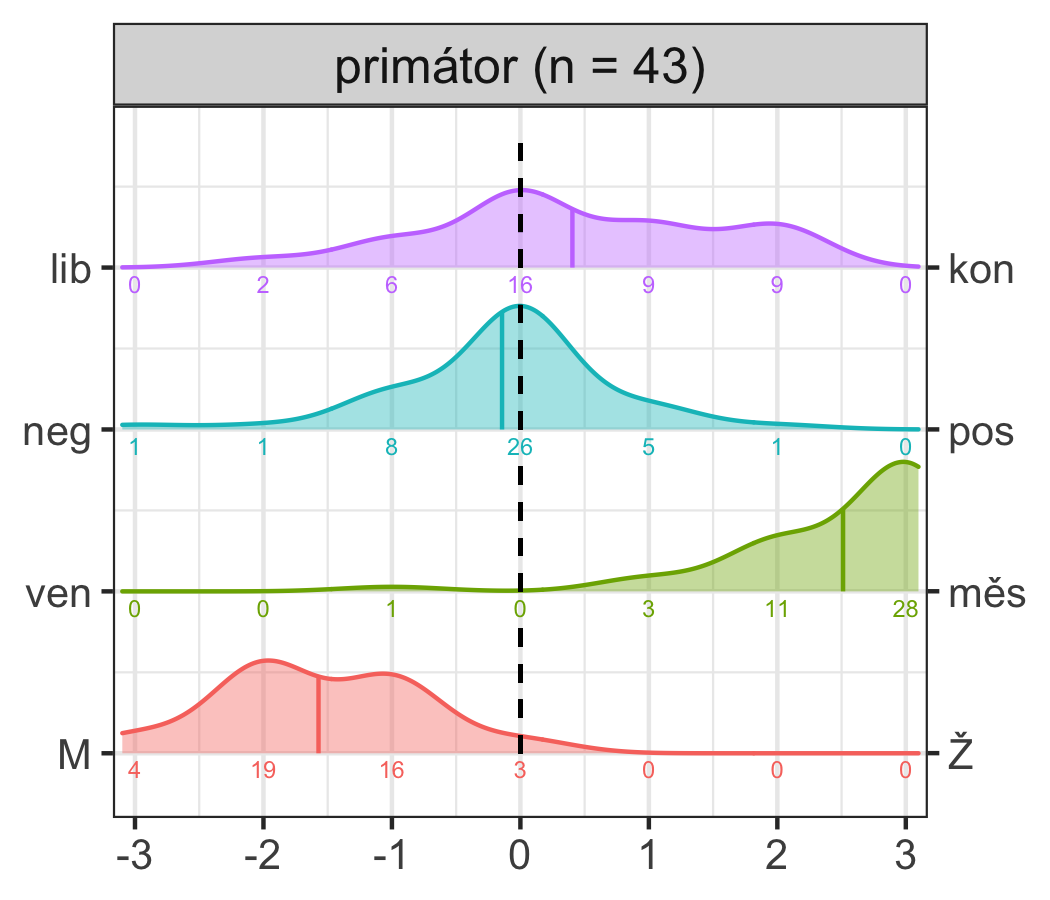 primátor (n = 43)
lib kon
0 2 6 16 9 9 0
neg pos
1 1 8 26 5 1 0
ven měs
0 0 1 0 3 11 28
M Ž
4 19 16 3 0 0 0
-3 -2 -1 0 1 2 3